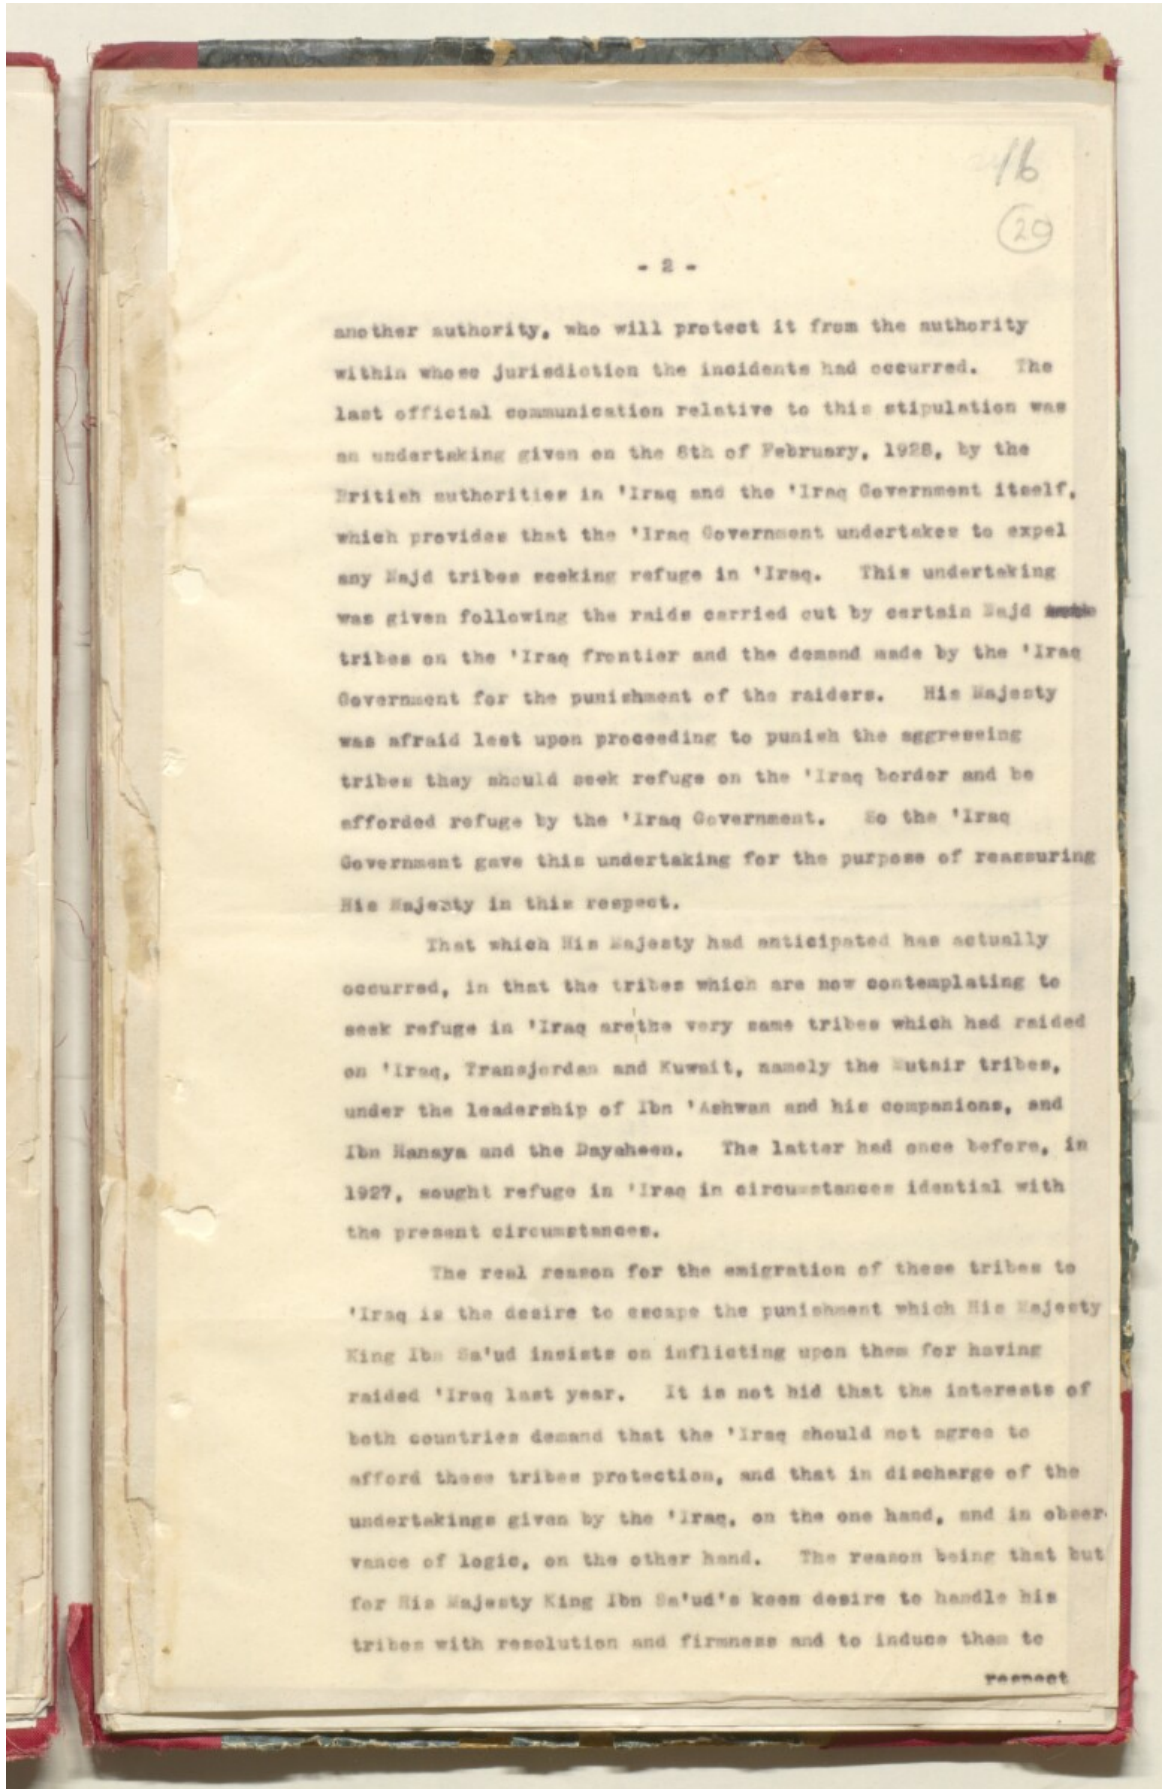 16
20
- 2 -
another authority, who will protect it from the authority
within whose jurisdiction the incidents had occurred. The
last official communication relative to this stipulation was
an undertaking given on the 8th of February, 1928, by the
British authorities in 'Iraq and the 'Iraq Government itself,
which provides that the 'Iraq Government undertakes to expel
any Najd tribes seeking refuge in 'Iraq. This undertaking
was given following the raids carried out by certain Najd
tribes on the 'Iraq frontier and the demand made by the 'Iraq
Government for the punishment of the raiders. His Majesty
was afraid lest upon proceeding to punish the aggressing
tribes they should seek refuge on the 'Iraq border and be
afforded refuge by the 'Iraq Government. So the 'Iraq
Government gave this undertaking for the purpose of reassuring
His Majesty in this respect.
That which His Majesty had anticipated has actually
occurred, in that the tribes which are now contemplating to
seek refuge in 'Iraq are the very same tribes which had raided
on 'Iraq, Transjordan and Kuwait, namely the Mutair tribes,
under the leadership of Ibn 'Ashwan and his companions, and
Ibn Hanaya and the Dayaheen. The latter had once before, in
1927, sought refuge in 'Iraq in circumstances idential with
the present circumstances.
The real reason for the emigration of these tribes to
'Iraq is the desire to escape the punishment which His Majesty
King Ibn Sa'ud insists on inflicting upon them for having
raided 'Iraq last year. It is not hid that the interests of
both countries demand that the 'Iraq should not agree to
afford these tribes protection, and that in discharge of the
undertakings given by the 'Iraq, on the one hand, and in obser-
vance of logic, on the other hand. The reason being that but
for His Majesty King Ibn Sa'ud's keen desire to handle his
tribes with resolution and firmness and to induce them to
respect